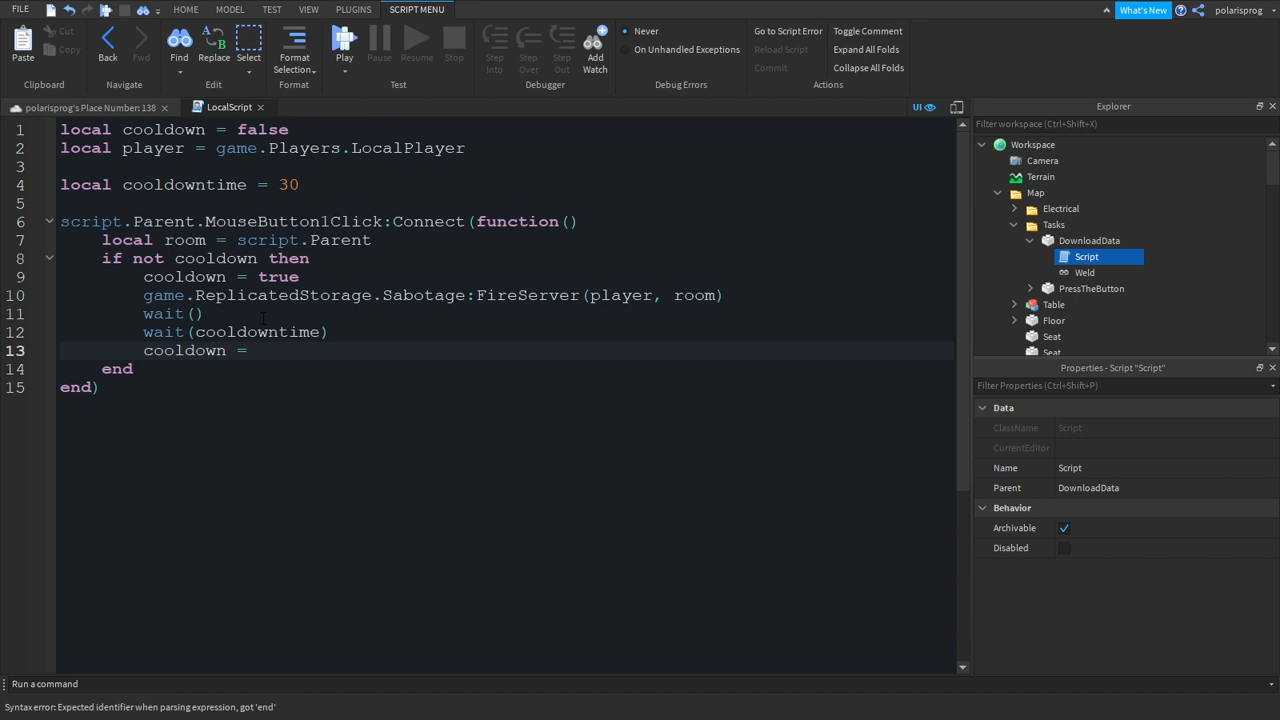 FILE HOME MODEL TEST VIEW PLUGINS SCRIPT MENU What's New polarisprog
Paste Cut Copy Back Fwd Find Replace Select Format Selection Play Pause Resume Stop Step Into Step Over Step Out Add Watch Never On Unhandled Exceptions Go to Script Error Reload Script Commit Toggle Comment Expand All Folds Collapse All Folds
Clipboard Navigate Edit Format Test Debugger Debug Errors Actions
polarisprog's Place Number: 138 LocalScript UI
1 local cooldown = false
2 local player = game.Players.LocalPlayer
3
4 local cooldowntime = 30
5
6 script.Parent.MouseButton1Click:Connect(function()
7 local room = script.Parent
8 if not cooldown then
9 cooldown = true
10 game.ReplicatedStorage.Sabotage:FireServer(player, room)
11 wait()
12 wait(cooldowntime)
13 cooldown =
14 end
15 end)
Explorer
Filter workspace (Ctrl+Shift+X)
Workspace
Camera
Terrain
Map
Electrical
Tasks
DownloadData
Script
Weld
PressTheButton
Table
Floor
Seat
Seat
Properties - Script "Script"
Filter Properties (Ctrl+Shift+P)
Data
ClassName Script
CurrentEditor
Name Script
Parent DownloadData
Behavior
Archivable
Disabled
Run a command
Syntax error: Expected identifier when parsing expression, got 'end'